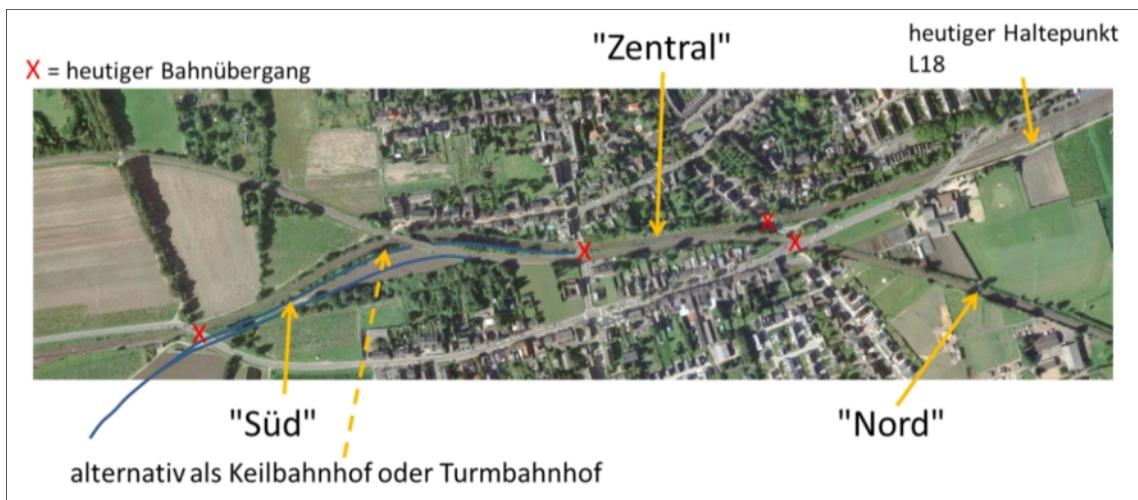 "Zentral"
heutiger Haltepunkt
L18
X = heutiger Bahnübergang
X
X
X
X
"Süd"
"Nord"
alternativ als Keilbahnhof oder Turmbahnhof